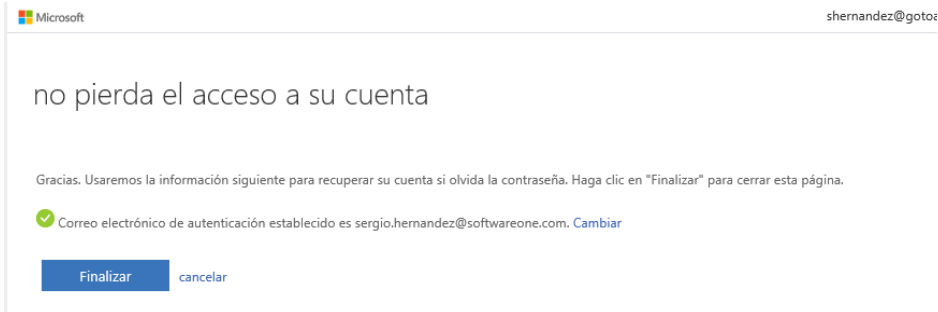 Microsoft
shernandez@gotoa
no pierda el acceso a su cuenta
Gracias. Usaremos la información siguiente para recuperar su cuenta si olvida la contraseña. Haga clic en "Finalizar" para cerrar esta página.
Correo electrónico de autenticación establecido es sergio.hernandez@softwareone.com. Cambiar
Finalizar cancelar